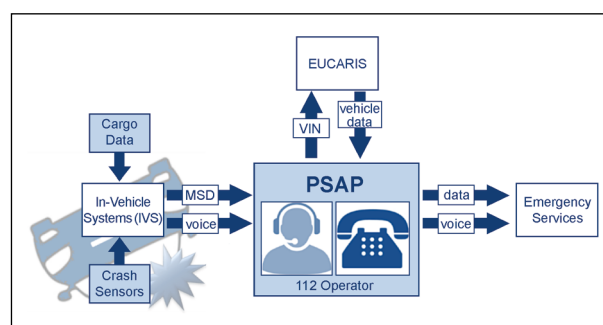 EUCARIS
VIN
vehicle
data
Cargo
Data
In-Vehicle
Systems (IVS)
MSD
voice
Crash
Sensors
PSAP
112 Operator
data
voice
Emergency
Services